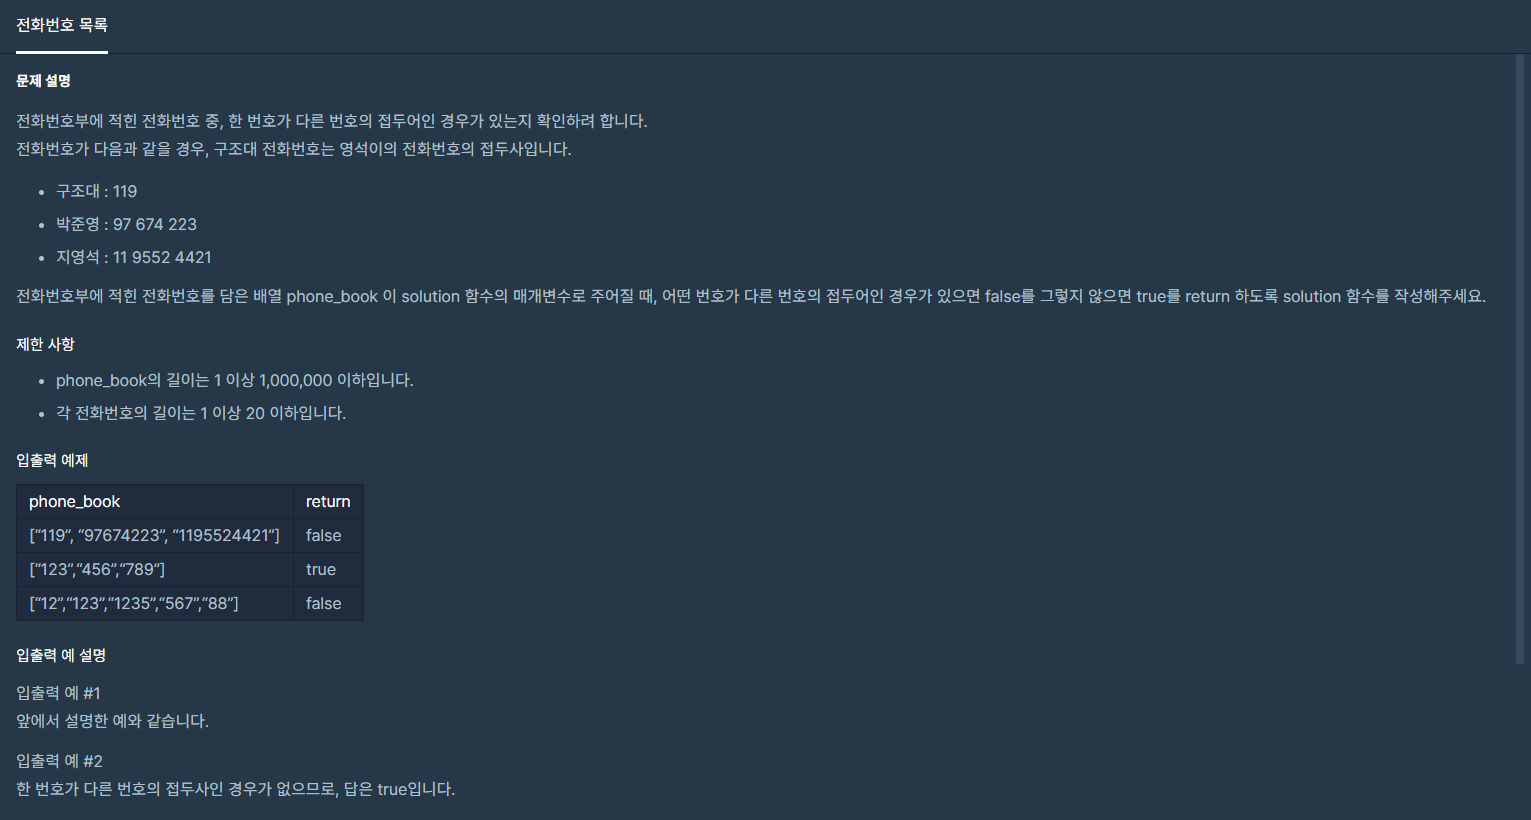 전화번호 목록
문제 설명
전화번호부에 적힌 전화번호 중, 한 번호가 다른 번호의 접두어인 경우가 있는지 확인하려 합니다.
전화번호가 다음과 같을 경우, 구조대 전화번호는 영석이의 전화번호의 접두사입니다.
• 구조대 : 119
• 박준영 : 97 674 223
• 지영석 : 11 9552 4421
전화번호부에 적힌 전화번호를 담은 배열 phone_book 이 solution 함수의 매개변수로 주어질 때, 어떤 번호가 다른 번호의 접두어인 경우가 있으면 false를 그렇지 않으면 true를 return 하도록 solution 함수를 작성해주세요.
제한 사항
• phone_book의 길이는 1 이상 1,000,000 이하입니다.
• 각 전화번호의 길이는 1 이상 20 이하입니다.
입출력 예제
phone_book return
[“119”, “97674223”, “1195524421”] false
[“123”,“456”,“789”] true
[“12”,“123”,“1235”,“567”,“88”] false
입출력 예 설명
입출력 예 #1
앞에서 설명한 예와 같습니다.
입출력 예 #2
한 번호가 다른 번호의 접두사인 경우가 없으므로, 답은 true입니다.